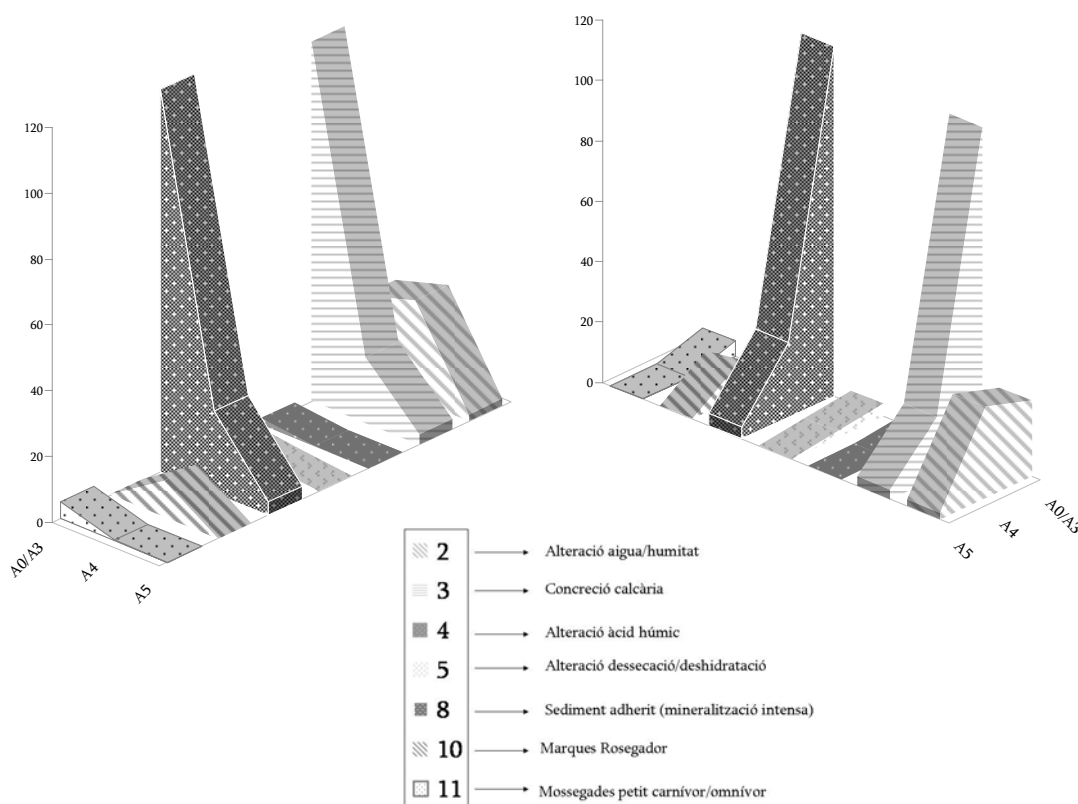 120
100
80
60
40
20
0
A0/A3
A4
A5
120
100
80
60
40
20
0
A5
A4
A0/A3
2 Alteració aigua/humitat
3 Concreció calcària
4 Alteració àcid húmic
5 Alteració dessecació/deshidratació
8 Sediment adherit (mineralització intensa)
10 Marques Rosegador
11 Mossegades petit carnívor/omnívor